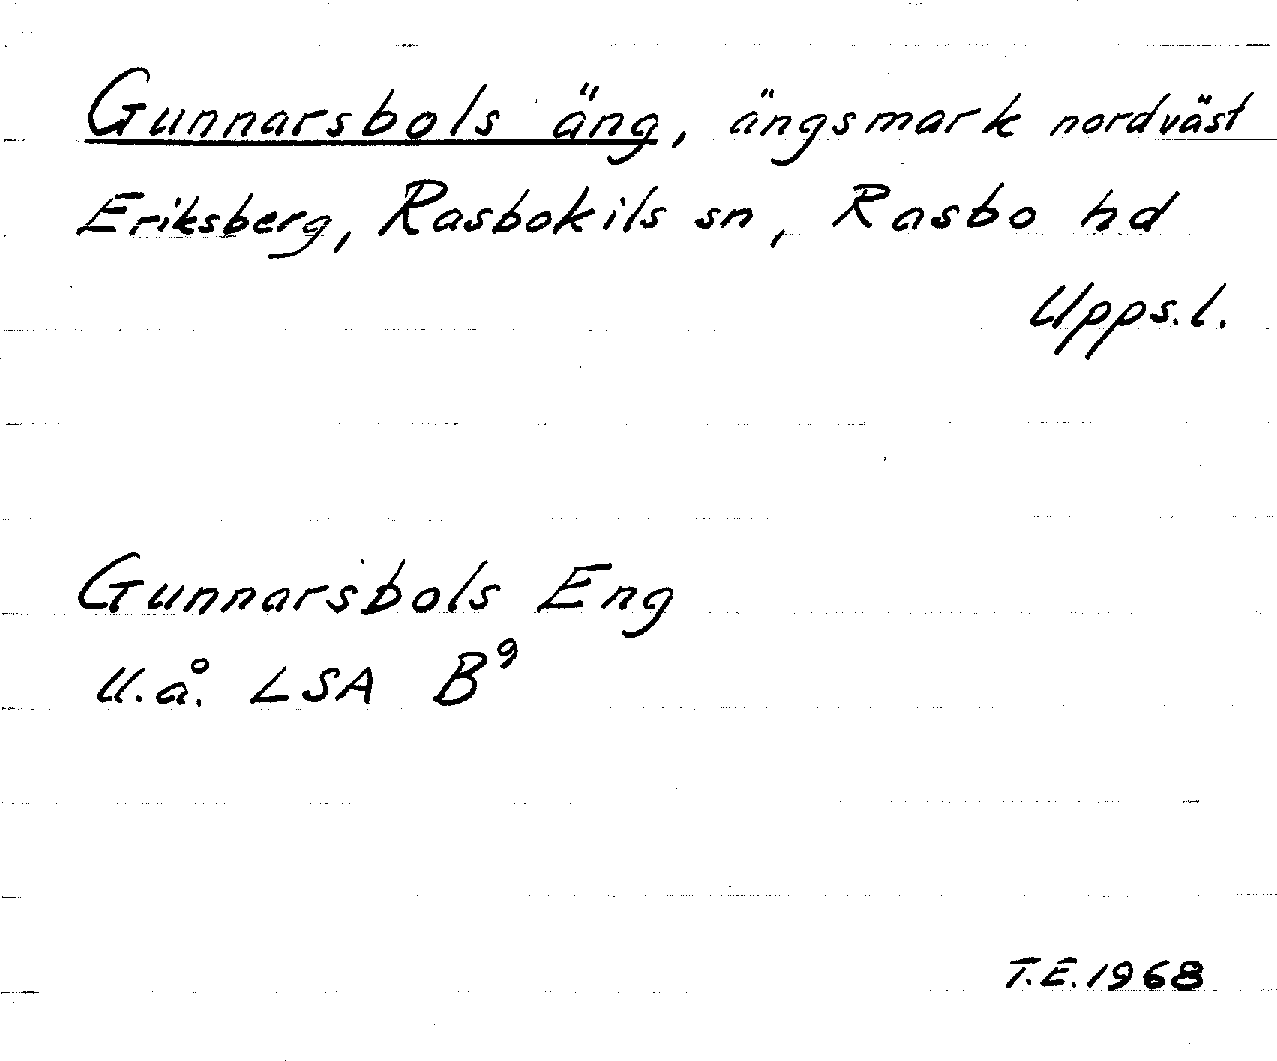 Gunnarsbols äng, ängsmark nordväst
Eriksberg, Rasbokils sn, Rasbo hd
Upps.l.
Gunnarsbols Eng
U.å. LSA B⁹
T.E.1968